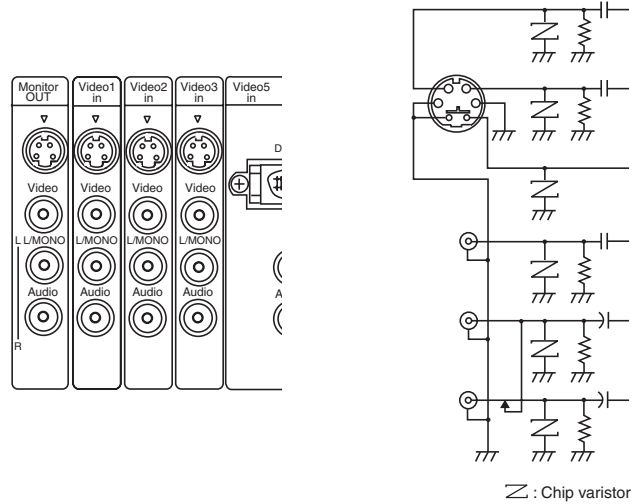 Monitor OUT
Video1 in
Video2 in
Video3 in
Video5 in
D
Video
Video
Video
Video
L L/MONO
L/MONO
L/MONO
L/MONO
Audio
Audio
Audio
Audio
A
R
: Chip varistor